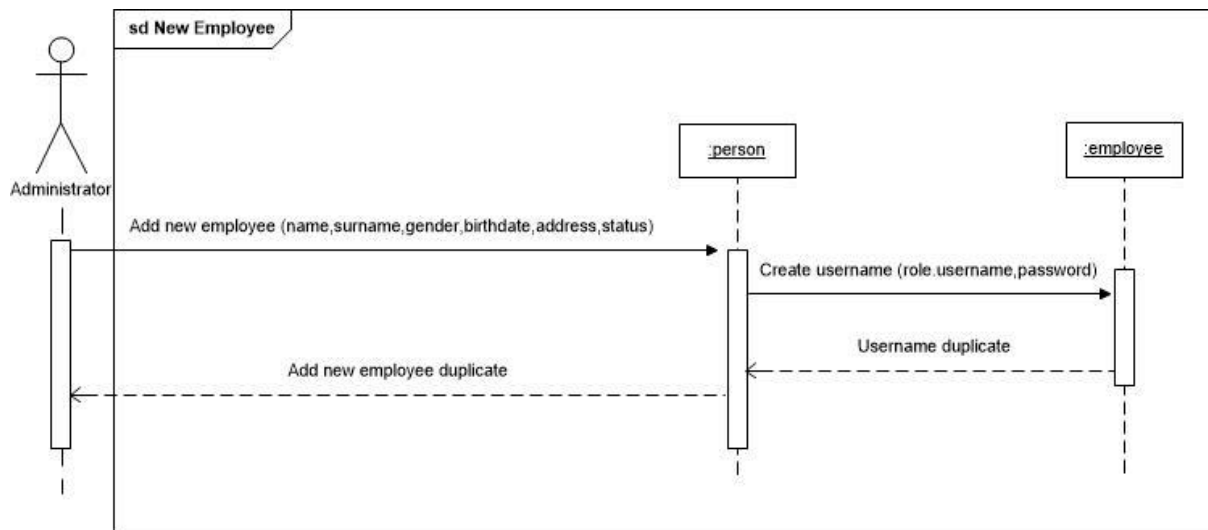 sd New Employee
:person
:employee
Administrator
Add new employee (name,surname,gender,birthdate,address,status)
Create username (role.username,password)
Username duplicate
Add new employee duplicate